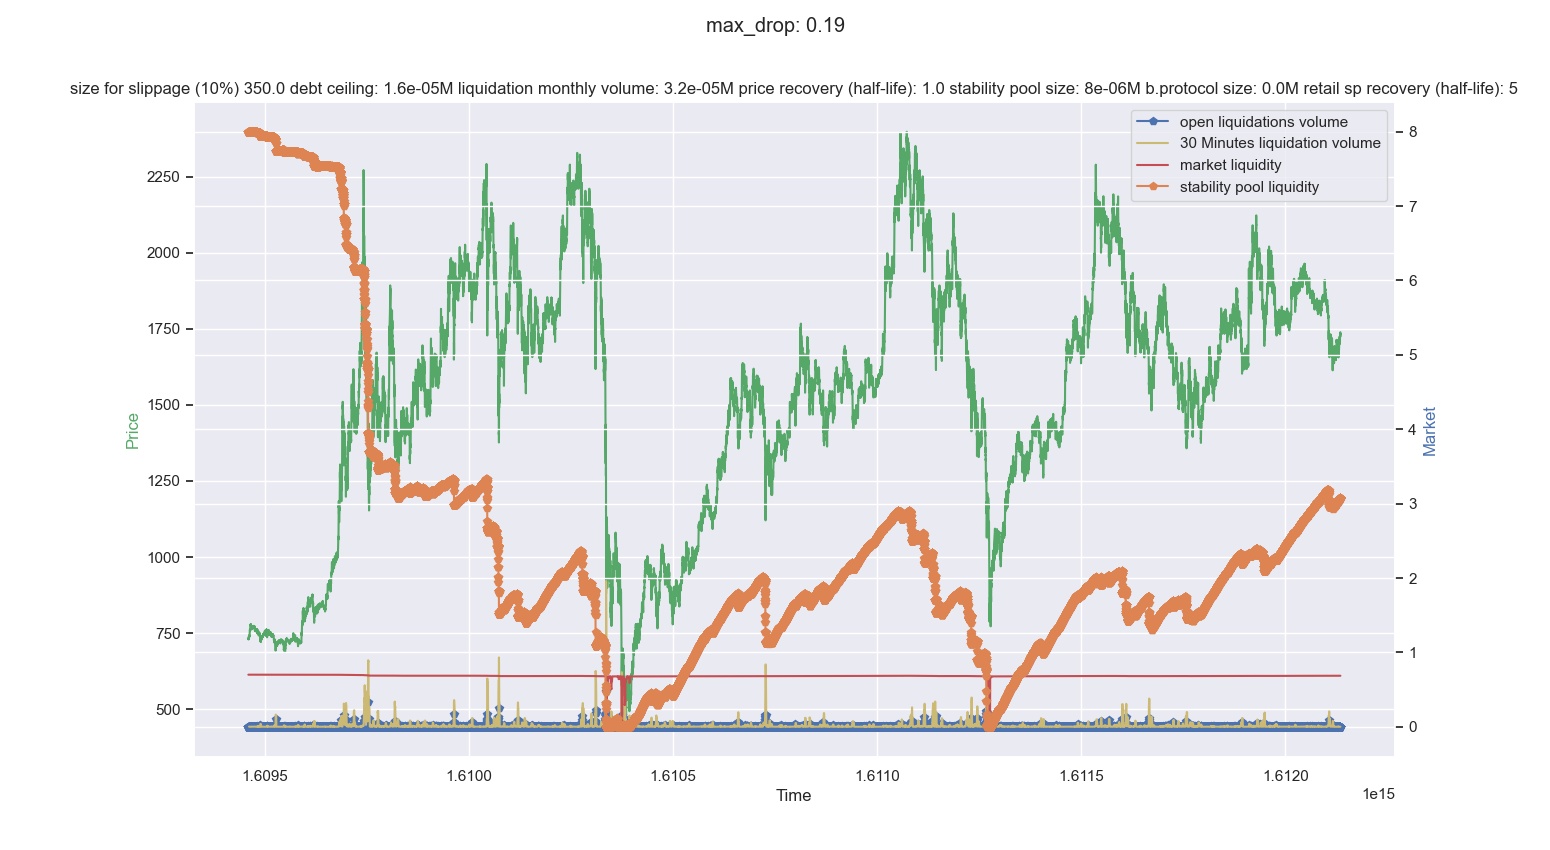 max_drop: 0.19
size for slippage (10%) 350.0 debt ceiling: 1.6e-05M liquidation monthly volume: 3.2e-05M price recovery (half-life): 1.0 stability pool size: 8e-06M b.protocol size: 0.0M retail sp recovery (half-life): 5
open liquidations volume
30 Minutes liquidation volume
market liquidity
stability pool liquidity
Price
2250
2000
1750
1500
1250
1000
750
500
Market
8
7
6
5
4
3
2
1
0
1.6095
1.6100
1.6105
1.6110
1.6115
1.6120
1e15
Time